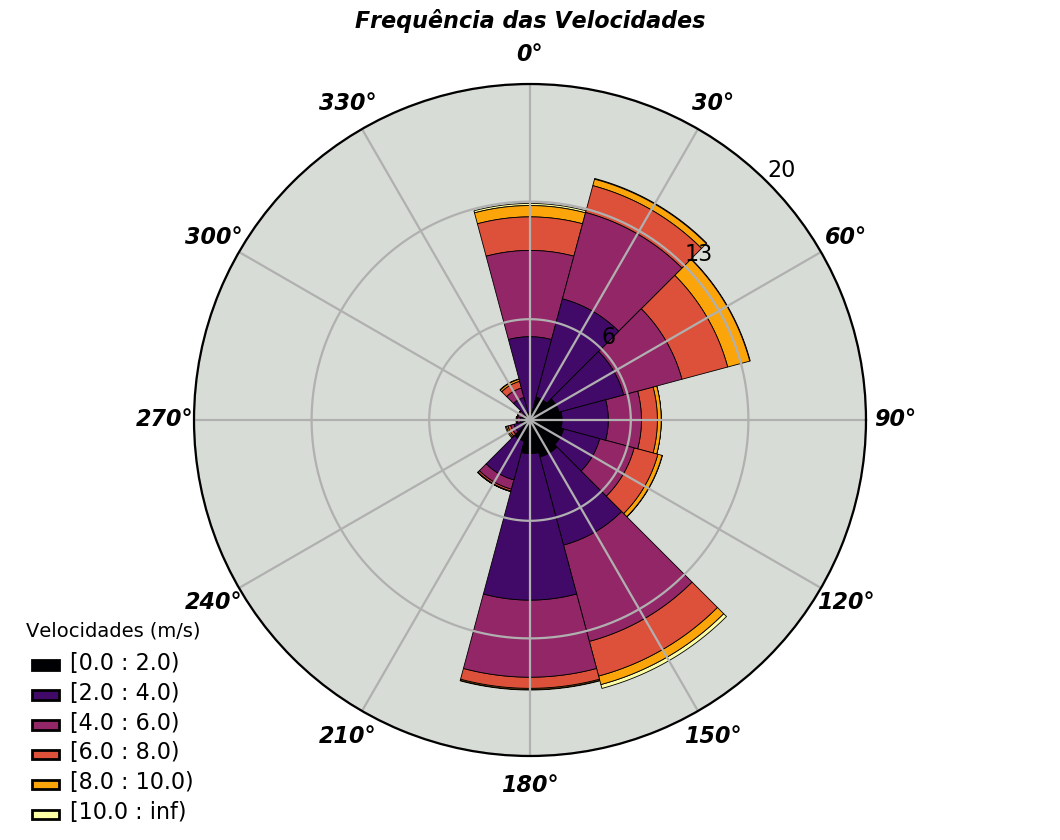 Frequência das Velocidades
0°
330°
30°
20
300°
60°
13
6
270°
90°
240°
120°
210°
150°
180°
Velocidades (m/s)
[0.0 : 2.0)
[2.0 : 4.0)
[4.0 : 6.0)
[6.0 : 8.0)
[8.0 : 10.0)
[10.0 : inf)